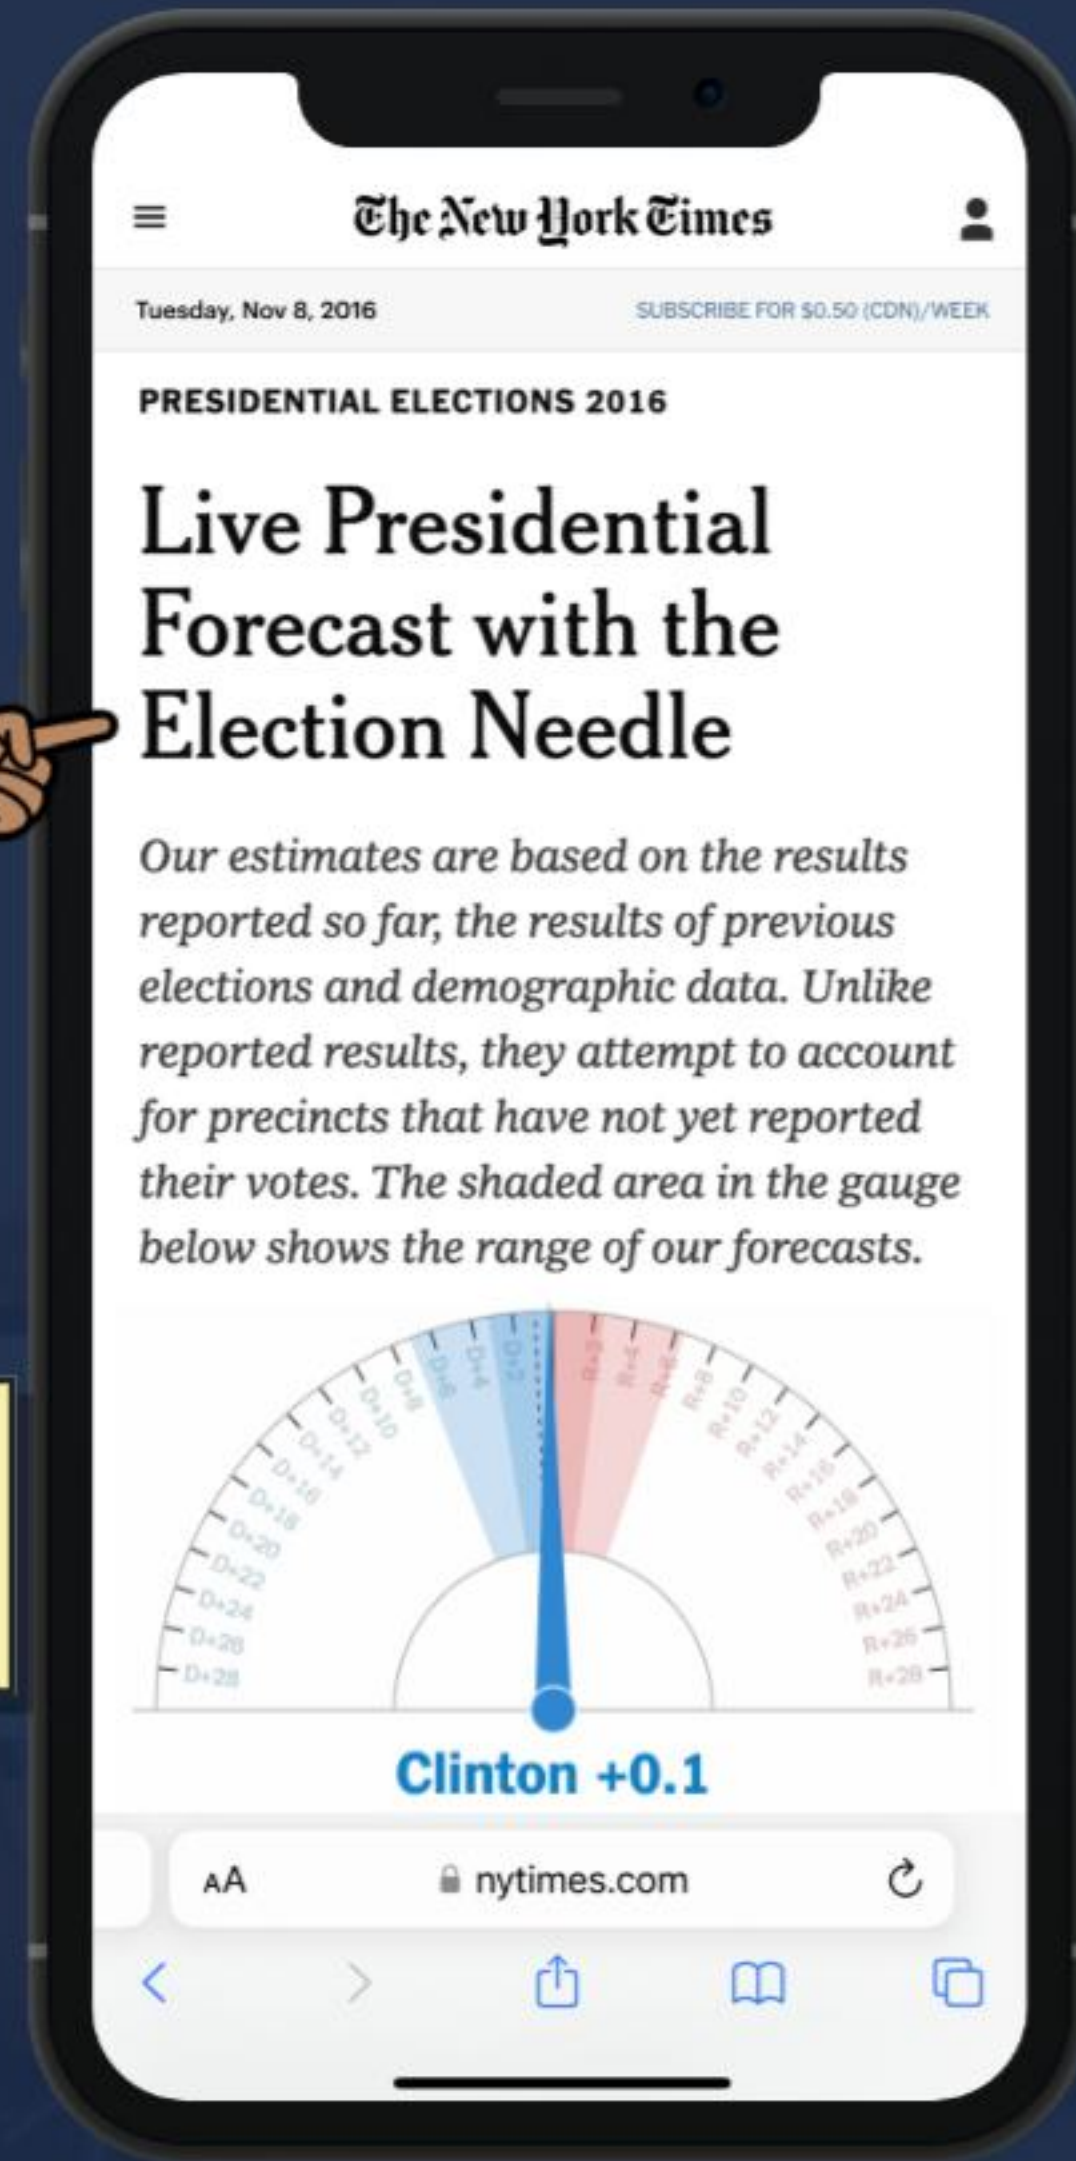 The New York Times
Tuesday, Nov 8, 2016 SUBSCRIBE FOR $0.50 (CDN)/WEEK
PRESIDENTIAL ELECTIONS 2016
Live Presidential
Forecast with the
Election Needle
Our estimates are based on the results
reported so far, the results of previous
elections and demographic data. Unlike
reported results, they attempt to account
for precincts that have not yet reported
their votes. The shaded area in the gauge
below shows the range of our forecasts.
D+28
D+26
D+24
D+22
D+20
D+18
D+16
D+14
D+12
D+10
D+8
D+6
D+4
D+2
R+4
R+6
R+8
R+10
R+12
R+14
R+16
R+18
R+20
R+22
R+24
R+26
R+28
Clinton +0.1
AA nytimes.com